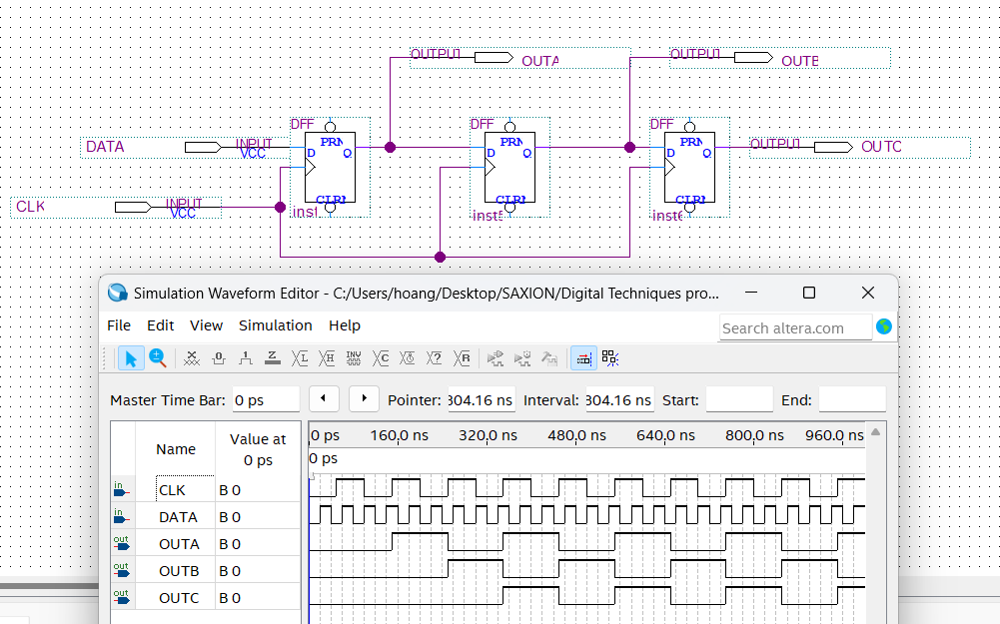 OUTPUT OUTA
OUTPUT OUTB
DFF DFF DFF
PRN PRN PRN
DATA INPUT VCC D Q D Q D Q OUTPUT OUTC
CLK INPUT VCC
CLRN CLRN CLRN
inst inst5 inst6
Simulation Waveform Editor - C:/Users/hoang/Desktop/SAXION/Digital Techniques pro...
File Edit View Simulation Help
Search altera.com
Master Time Bar: 0 ps Pointer: 304.16 ns Interval: 304.16 ns Start: End:
Name Value at 0 ps
0 ps 160.0 ns 320.0 ns 480.0 ns 640.0 ns 800.0 ns 960.0 ns
0 ps
in CLK B 0
in DATA B 0
out OUTA B 0
out OUTB B 0
out OUTC B 0